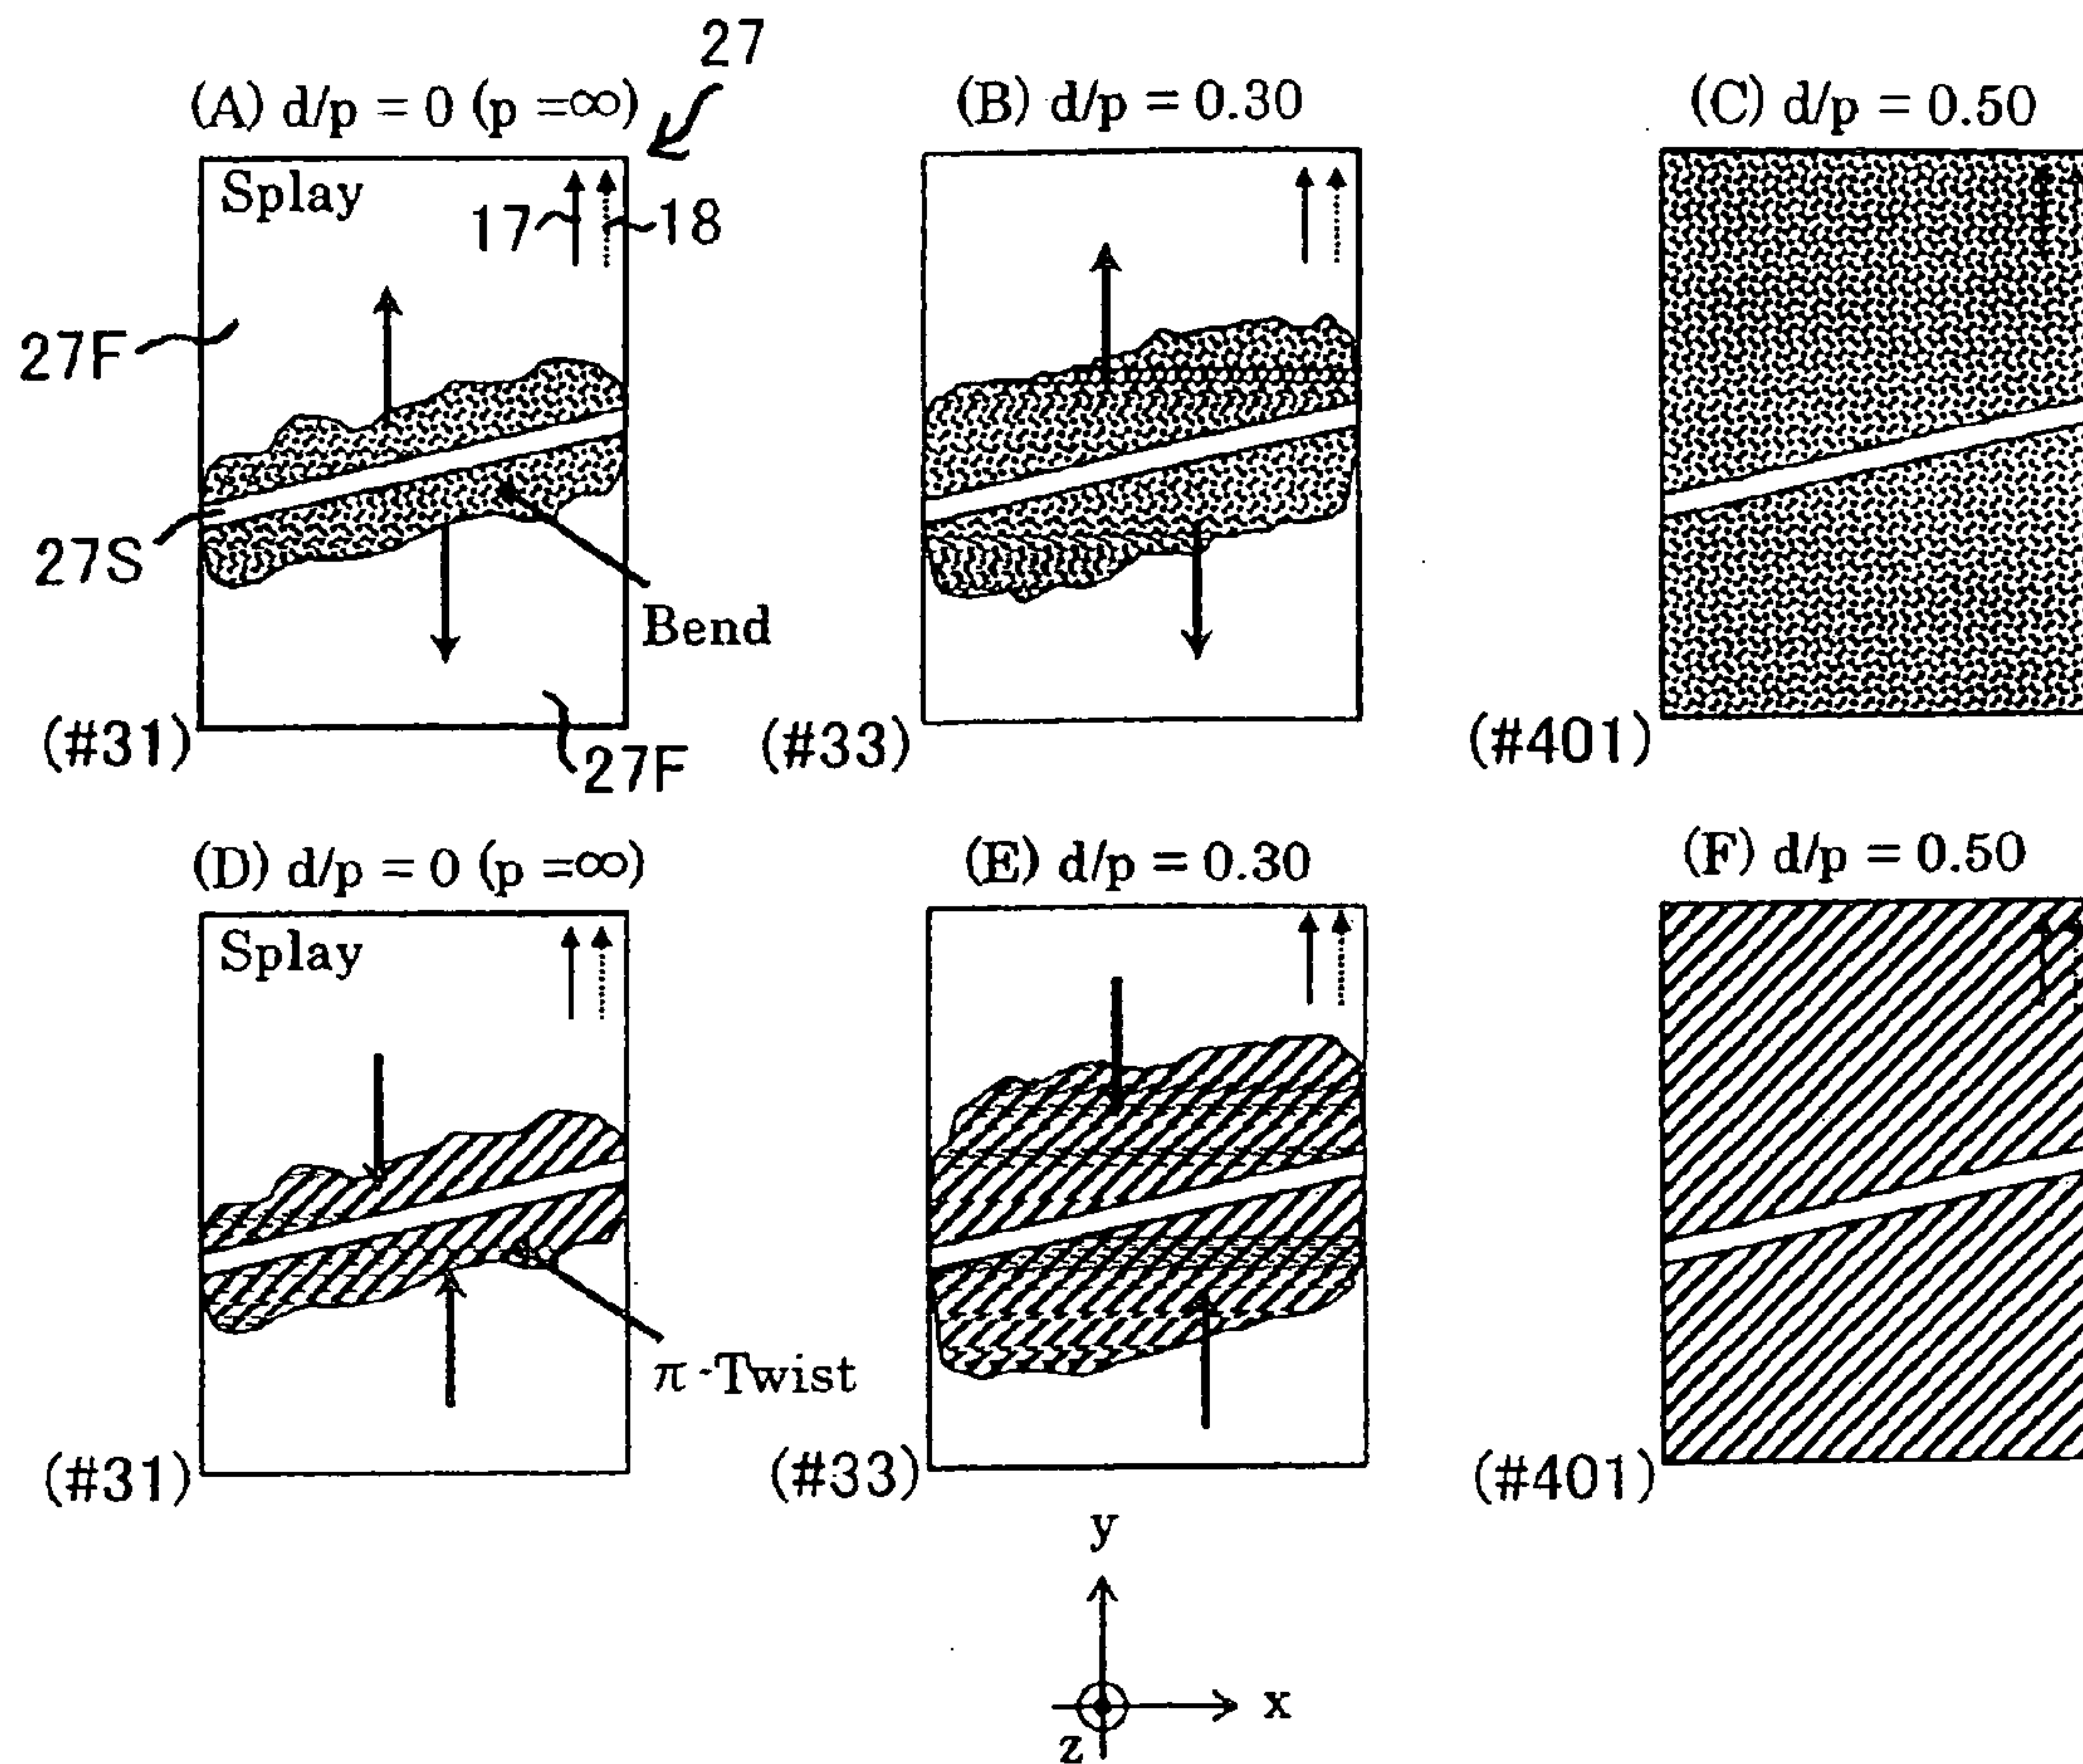 27
(A) d/p = 0 (p =∞)
(B) d/p = 0.30
(C) d/p = 0.50
Splay
17
18
27F
27S
Bend
27F
(#31)
(#33)
(#401)
(D) d/p = 0 (p =∞)
(E) d/p = 0.30
(F) d/p = 0.50
Splay
π-Twist
(#31)
(#33)
(#401)
y
x
z